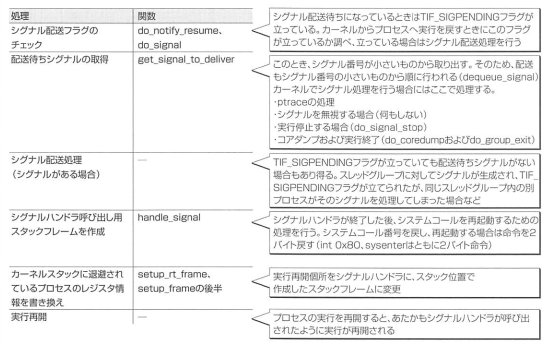 処理 関数
シグナル配送フラグの
チェック
do_notify_resume、
do_signal
シグナル配送待ちになっているときはTIF_SIGPENDINGフラグが
立っている。カーネルからプロセスへ実行を戻すときにこのフラグ
が立っているか調べ、立っている場合はシグナル配送処理を行う
配送待ちシグナルの取得
get_signal_to_deliver
このとき、シグナル番号が小さいものから取り出す。そのため、配送
もシグナル番号の小さいものから順に行われる(dequeue_signal)
カーネルでシグナル処理を行う場合にはここで処理する。
・ptraceの処理
・シグナルを無視する場合(何もしない)
・実行停止する場合(do_signal_stop)
・コアダンプおよび実行終了(do_coredumpおよびdo_group_exit)
シグナル配送処理
(シグナルがある場合)
―
TIF_SIGPENDINGフラグが立っていても配送待ちシグナルがない
場合もあり得る。スレッドグループに対してシグナルが生成され、TIF_
SIGPENDINGフラグが立てられたが、同じスレッドグループ内の別
プロセスがそのシグナルを処理してしまった場合など
シグナルハンドラ呼び出し用
スタックフレームを作成
handle_signal
シグナルハンドラが終了した後、システムコールを再起動するための
処理を行う。システムコール番号を戻し、再起動する場合は命令を2
バイト戻す(int 0x80、sysenterはともに2バイト命令)
カーネルスタックに退避され
ているプロセスのレジスタ情
報を書き換え
setup_rt_frame、
setup_frameの後半
実行再開個所をシグナルハンドラに、スタック位置で
作成したスタックフレームに変更
実行再開
―
プロセスの実行を再開すると、あたかもシグナルハンドラが呼び出
されたように実行が再開される